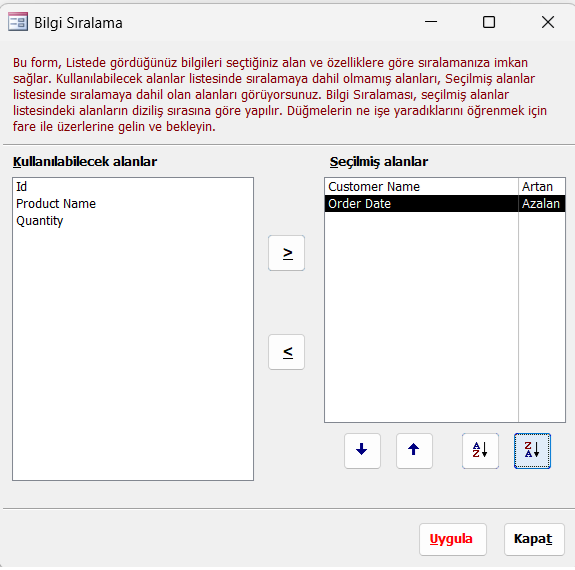 Bilgi Sıralama
Bu form, Listede gördüğünüz bilgileri seçtiğiniz alan ve özelliklere göre sıralamanıza imkan
sağlar. Kullanılabilecek alanlar listesinde sıralamaya dahil olmamış alanları, Seçilmiş alanlar
listesinde sıralamaya dahil olan alanları görüyorsunuz. Bilgi Sıralaması, seçilmiş alanlar
listesindeki alanların diziliş sırasına göre yapılır. Düğmelerin ne işe yaradıklarını öğrenmek için
fare ile üzerlerine gelin ve bekleyin.
Kullanılabilecek alanlar
Id
Product Name
Quantity
>
<
Seçilmiş alanlar
Customer Name Artan
Order Date Azalan
A
Z
Z
A
Uygula Kapat